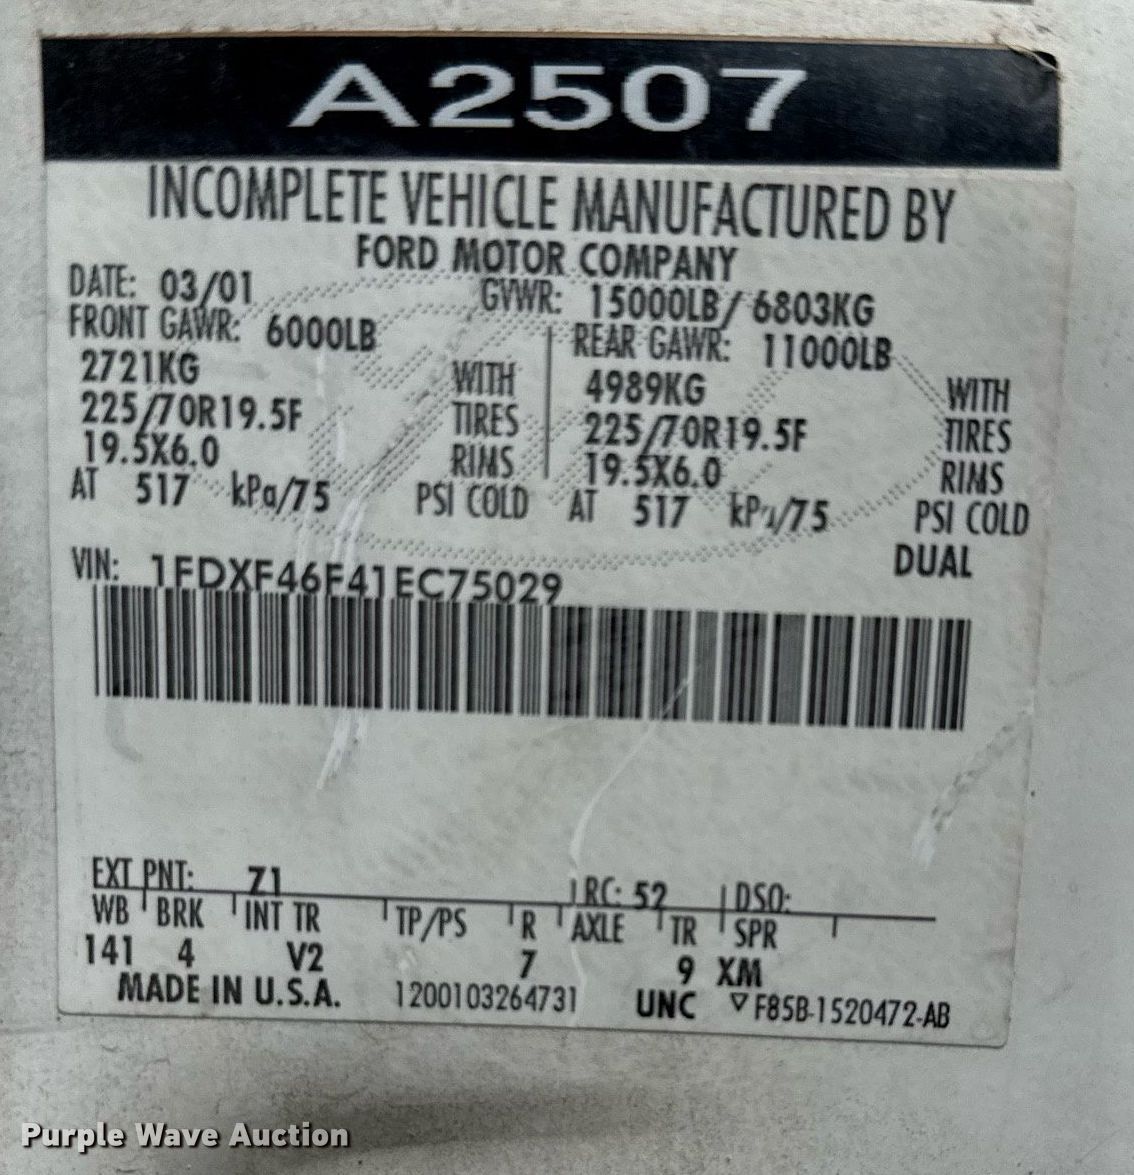 A2507
INCOMPLETE VEHICLE MANUFACTURED BY
FORD MOTOR COMPANY
DATE: 03/01 GVWR: 15000LB/ 6803KG
FRONT GAWR: 6000LB REAR GAWR: 11000LB
2721KG WITH 4989KG WITH
225/70R19.5F TIRES 225/70R19.5F TIRES
19.5X6.0 RIMS 19.5X6.0 RIMS
AT 517 kPa/75 PSI COLD AT 517 kPa/75 PSI COLD
DUAL
VIN: 1FDXF46F41EC75029
EXT PNT: Z1 RC: 52 DSO:
WB BRK INT TR TP/PS R AXLE TR SPR
141 4 V2 7 9 XM
MADE IN U.S.A. 1200103264731 UNC ▽ F85B-1520472-AB
Purple Wave Auction